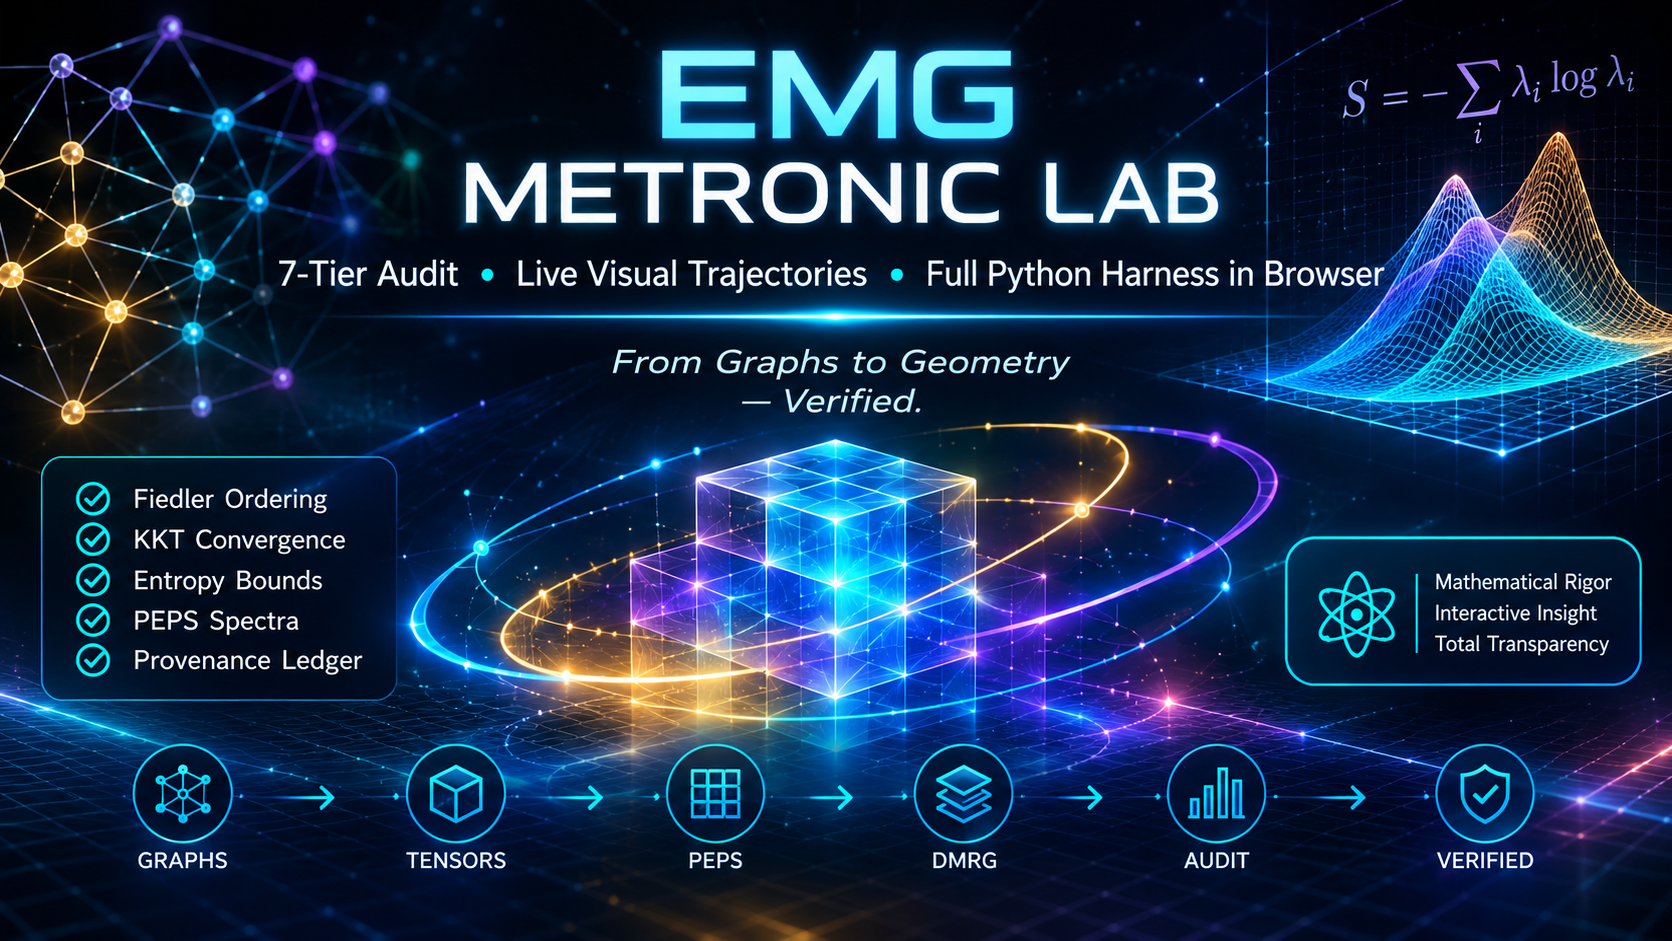 EMG
METRONIC LAB
7-Tier Audit • Live Visual Trajectories • Full Python Harness in Browser
From Graphs to Geometry
— Verified.
S = − ∑ᵢ λᵢ log λᵢ
Fiedler Ordering
KKT Convergence
Entropy Bounds
PEPS Spectra
Provenance Ledger
Mathematical Rigor
Interactive Insight
Total Transparency
GRAPHS
TENSORS
PEPS
DMRG
AUDIT
VERIFIED